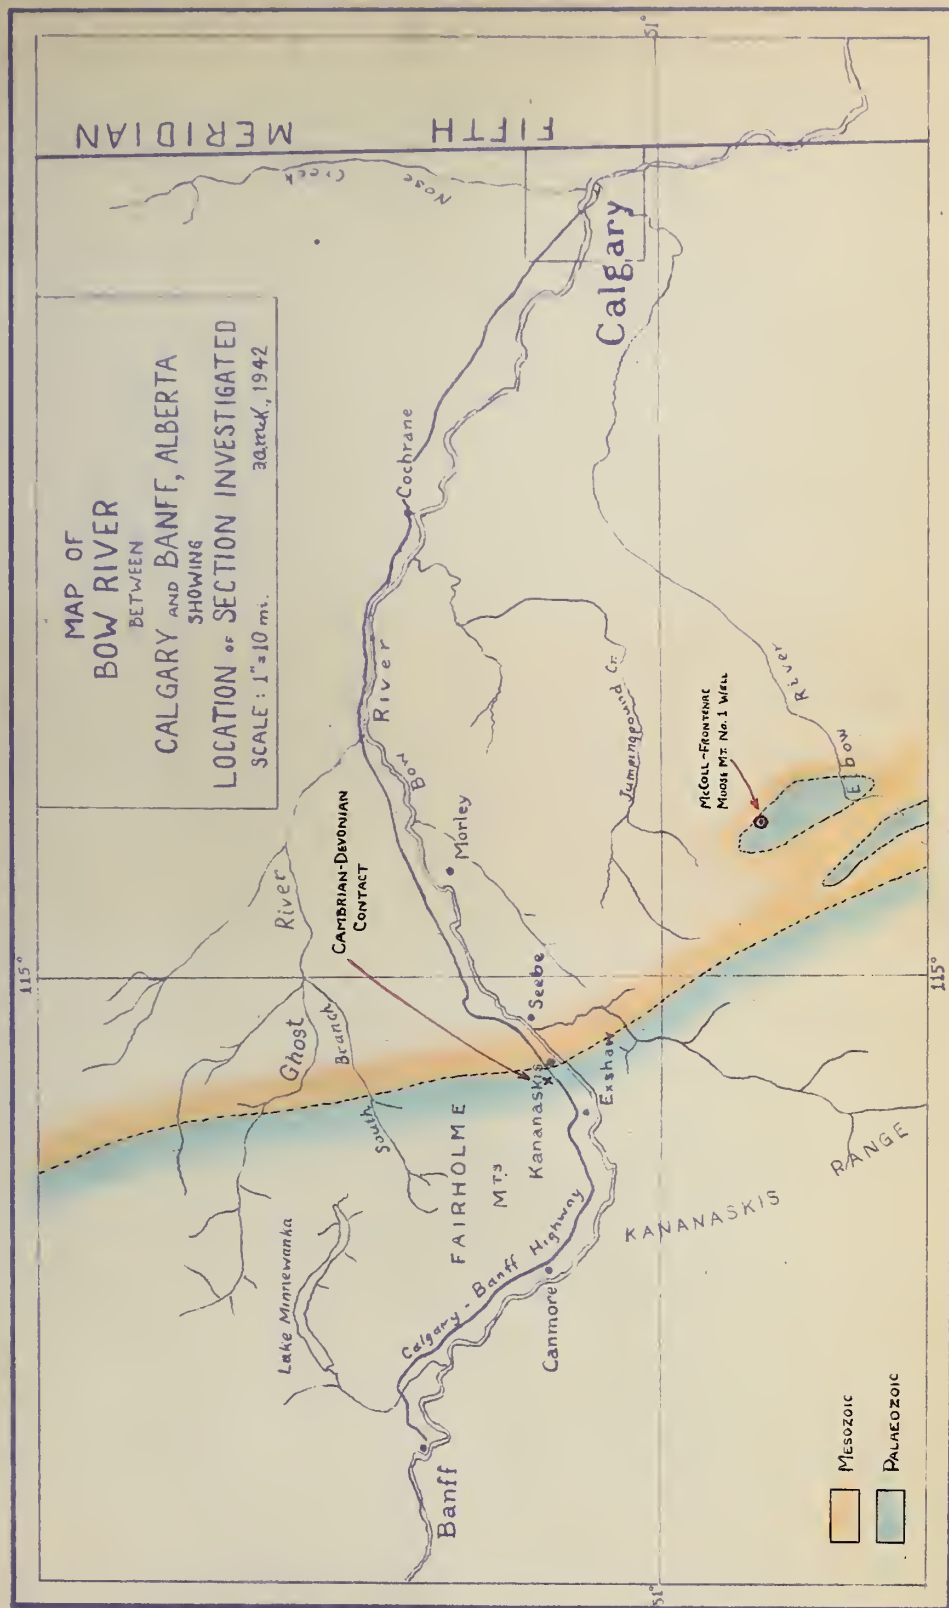 MAP OF
BOW RIVER
BETWEEN
CALGARY AND BANFF, ALBERTA
SHOWING
LOCATION OF SECTION INVESTIGATED
SCALE : 1"=10 mi.
1942
115°
51°
FIFTH MERIDIAN
Nose Creek
Calgary
Cochrane
River
Bow
Morley
Jumpingpound Cr.
Elbow River
McCOLL-FRONTENAC
MOOSE MT. No. 1 WELL
CAMBRIAN-DEVONIAN
CONTACT
Ghost River
South Branch
Seebe
Kananaskis
Exshaw
FAIRHOLME
MTS
Lake Minnewanka
Calgary - Banff Highway
Canmore
KANANASKIS RANGE
Banff
MESOZOIC
PALAEOZOIC
51°
115°